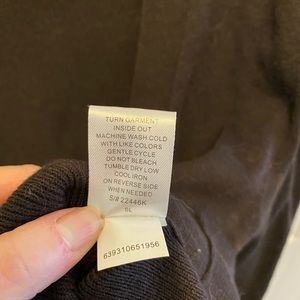 TURN GARMENT
INSIDE OUT
MACHINE WASH COLD
WITH LIKE COLORS
GENTLE CYCLE
DO NOT BLEACH
TUMBLE DRY LOW
COOL IRON
ON REVERSE SIDE
WHEN NEEDED
S/# 22446K
SL
639310651956